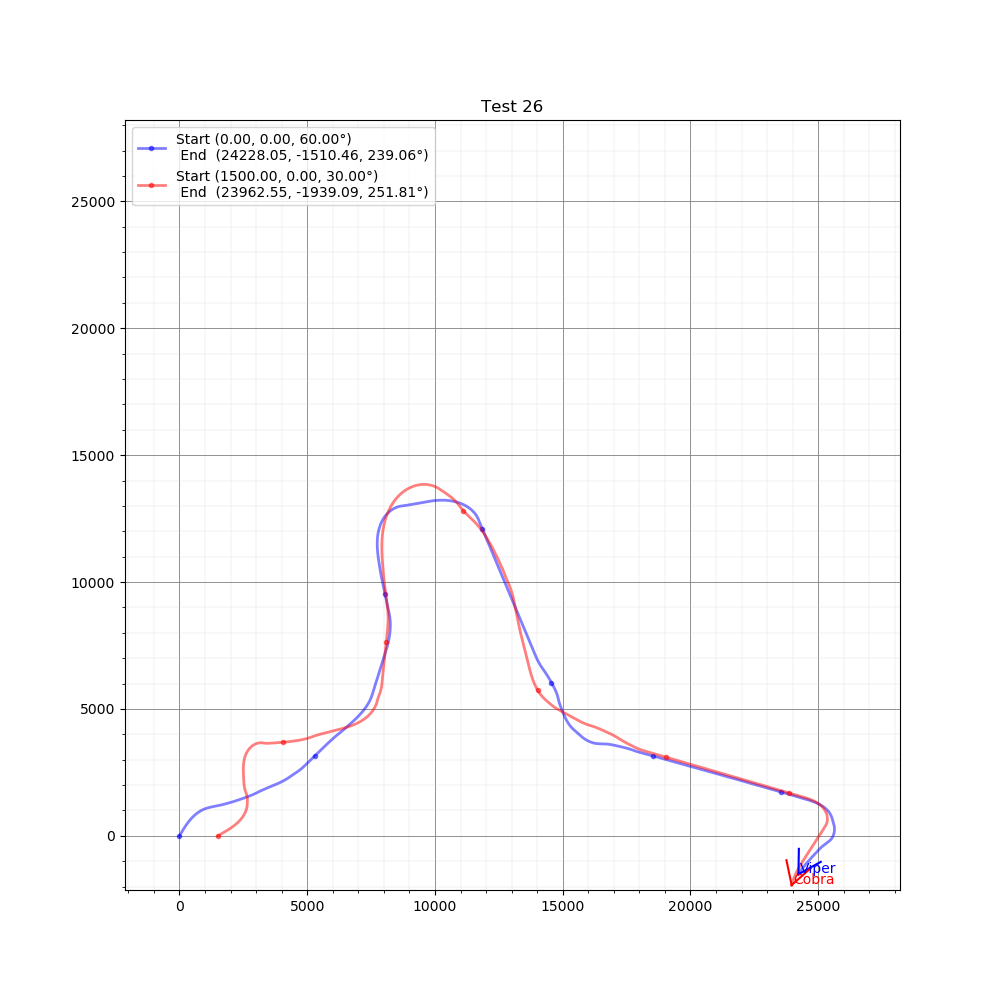 Test 26
Start (0.00, 0.00, 60.00°)
End (24228.05, -1510.46, 239.06°)
Start (1500.00, 0.00, 30.00°)
End (23962.55, -1939.09, 251.81°)
25000
20000
15000
10000
5000
0
Viper
Cobra
0 5000 10000 15000 20000 25000